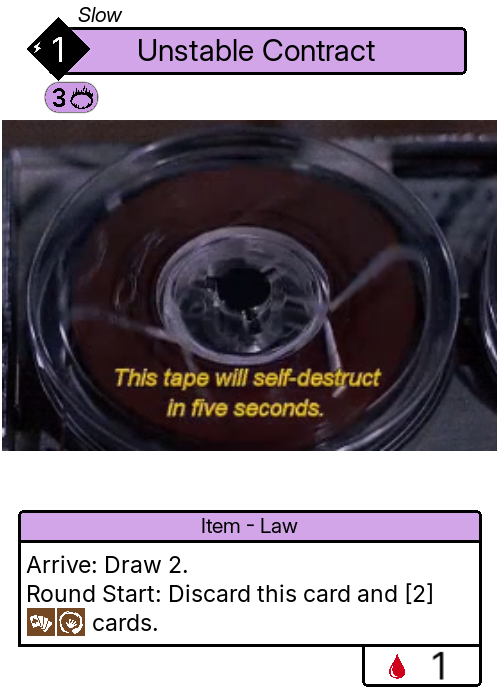 Slow
1
Unstable Contract
3
This tape will self-destruct
in five seconds.
Item - Law
Arrive: Draw 2.
Round Start: Discard this card and [2]
cards.
1